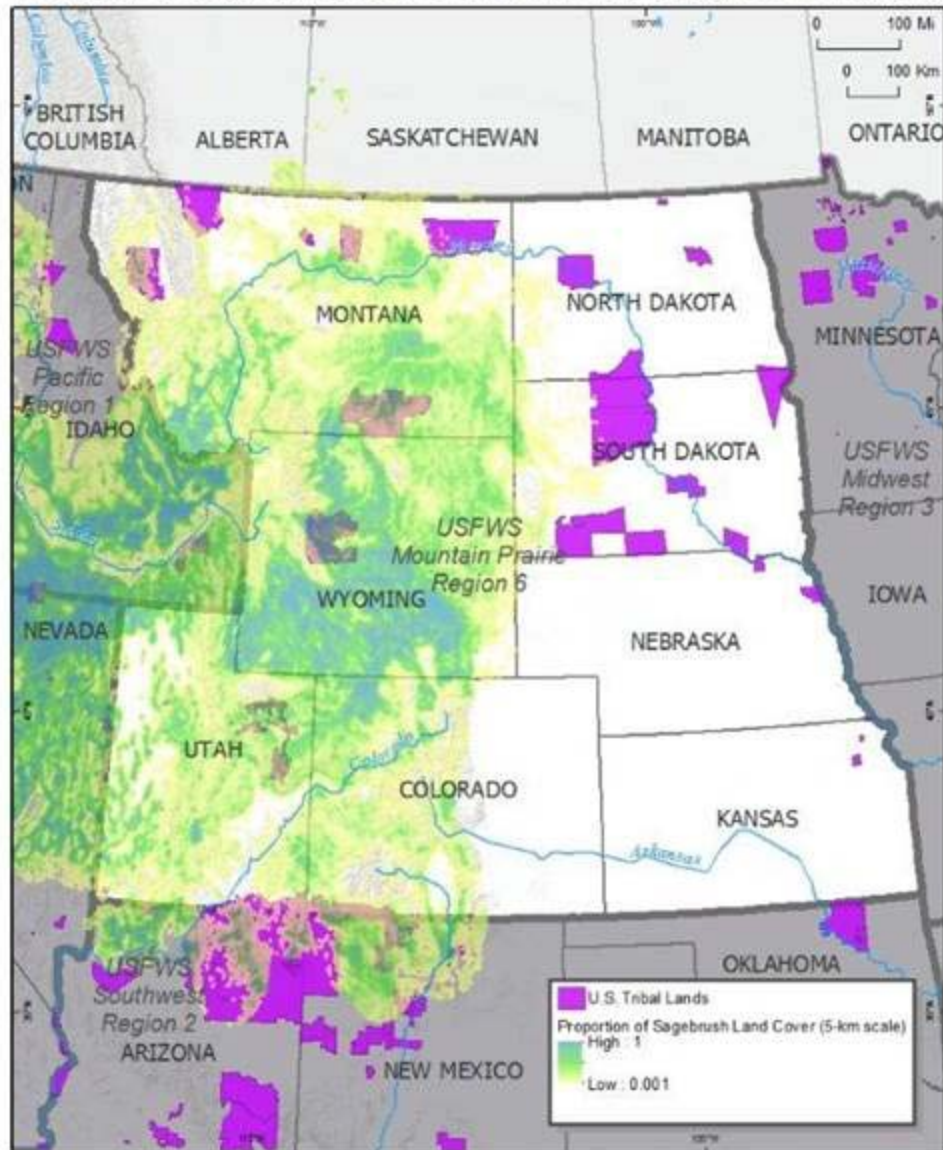 0 100 Mi
0 100 Km
Columbia
Columbia
BRITISH
COLUMBIA
ALBERTA
SASKATCHEWAN
MANITOBA
ONTARIO
MONTANA
NORTH DAKOTA
MINNESOTA
USFWS
Pacific
Region 1
IDAHO
SOUTH DAKOTA
USFWS
Midwest
Region 3
Snake
USFWS
Mountain Prairie
Region 6
WYOMING
IOWA
NEVADA
NEBRASKA
UTAH
Colorado
COLORADO
KANSAS
Arkansas
USFWS
Southwest
Region 2
ARIZONA
OKLAHOMA
NEW MEXICO
U.S. Tribal Lands
Proportion of Sagebrush Land Cover (5-km scale)
High : 1
Low : 0.001